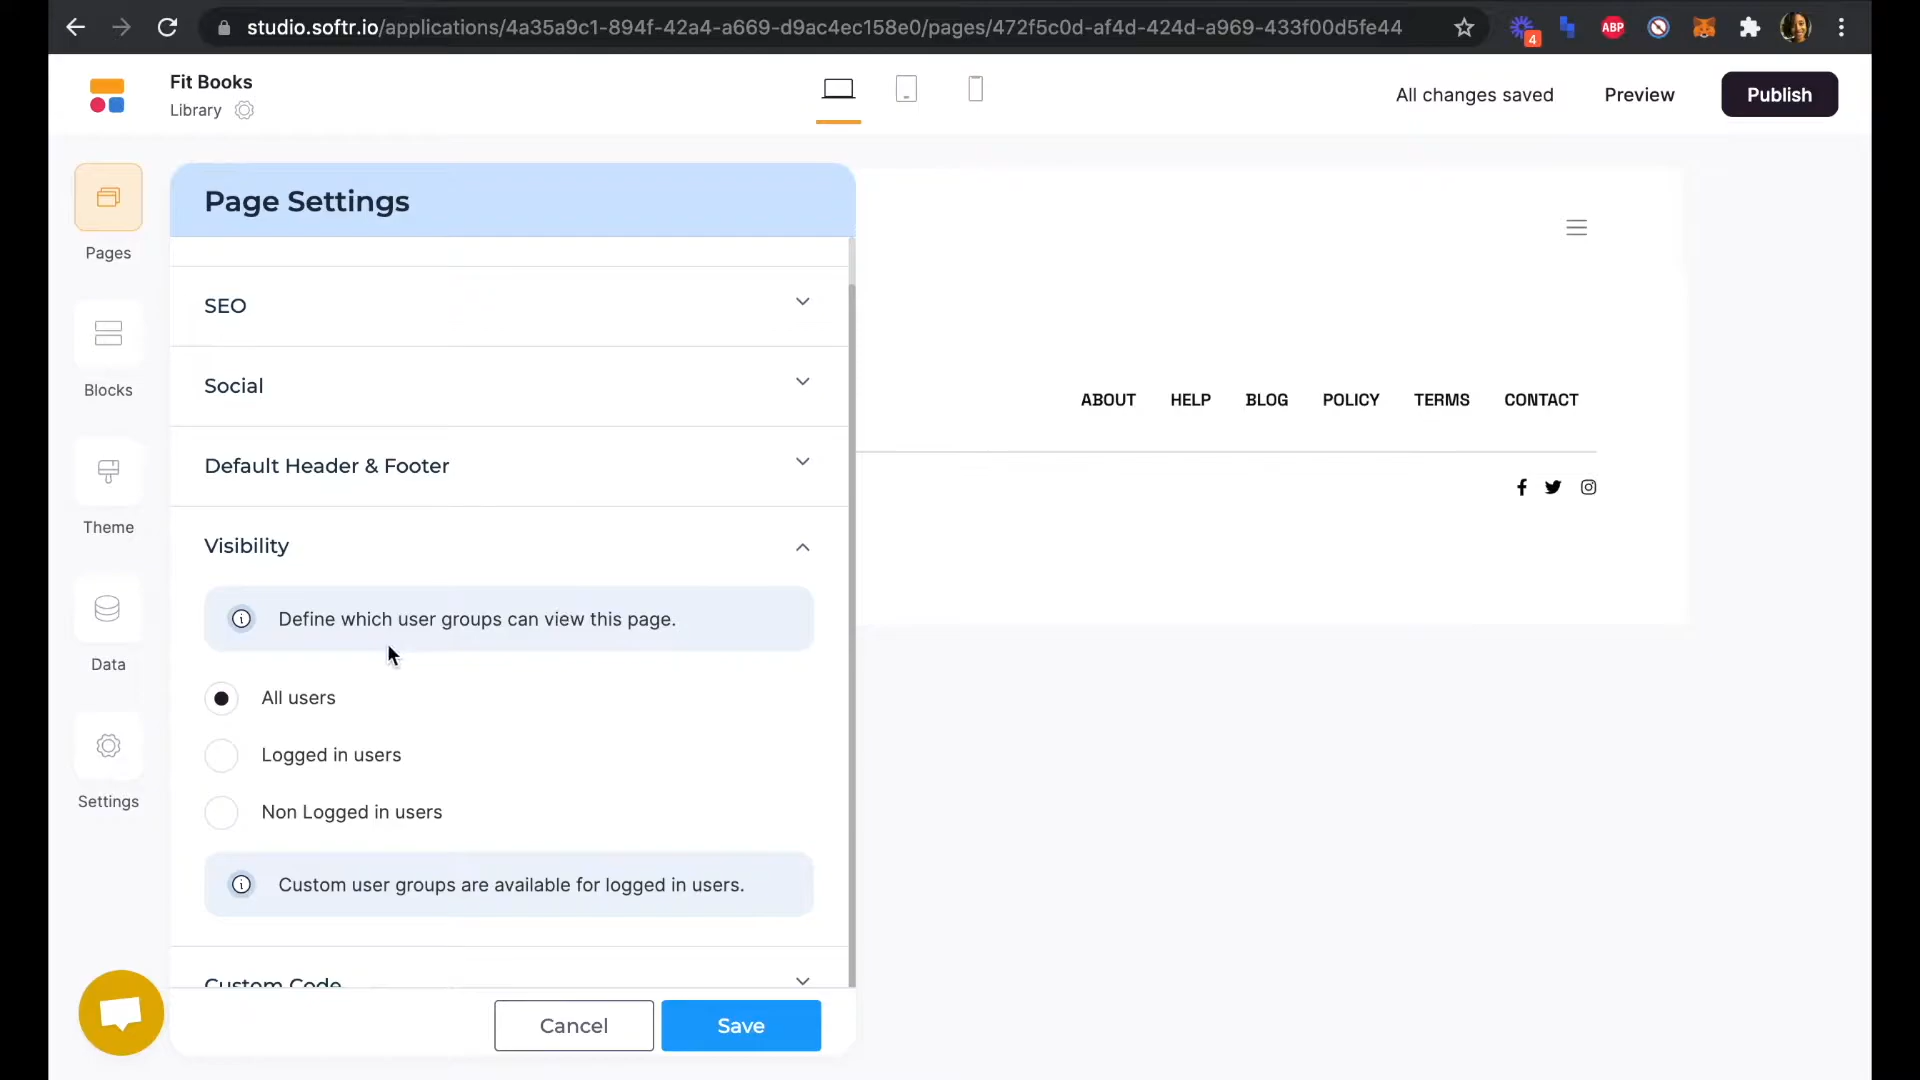 studio.softr.io/applications/4a35a9c1-894f-42a4-a669-d9ac4ec158e0/pages/472f5c0d-af4d-424d-a969-433f00d5fe44
4
ABP
Fit Books
Library
All changes saved
Preview
Publish
Pages
Blocks
Theme
Data
Settings
Page Settings
SEO
Social
Default Header & Footer
Visibility
Define which user groups can view this page.
All users
Logged in users
Non Logged in users
Custom user groups are available for logged in users.
Custom Code
Cancel
Save
ABOUT HELP BLOG POLICY TERMS CONTACT